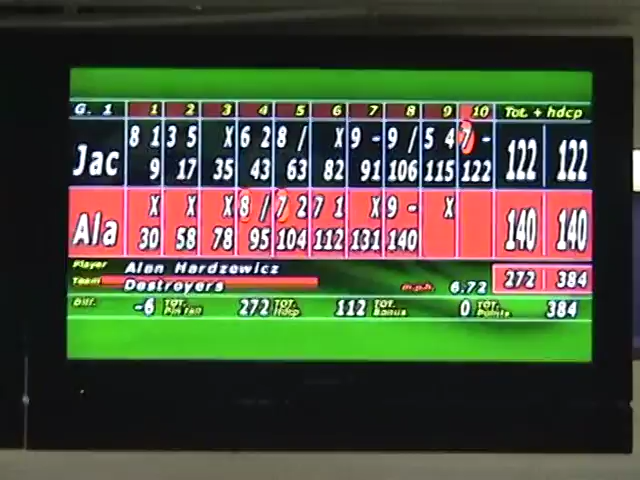 G. 1 1 2 3 4 5 6 7 8 9 10 Tot. + hdcp
8 1 3 5 X 6 2 8 / X 9 - 9 / 5 4 7 -
Jac 9 17 35 43 63 82 91 106 115 122 122 122
X X X 8 / 7 2 7 1 X 9 - X
Ala 30 58 78 95 104 112 131 140 140 140
Player Alan Hardzowicz
Team Destroyers m.p.h. 6.72 272 384
Diff. -6 TOT. Pin fall 272 TOT. Hdcp 112 TOT. Bonus 0 TOT. Points 384